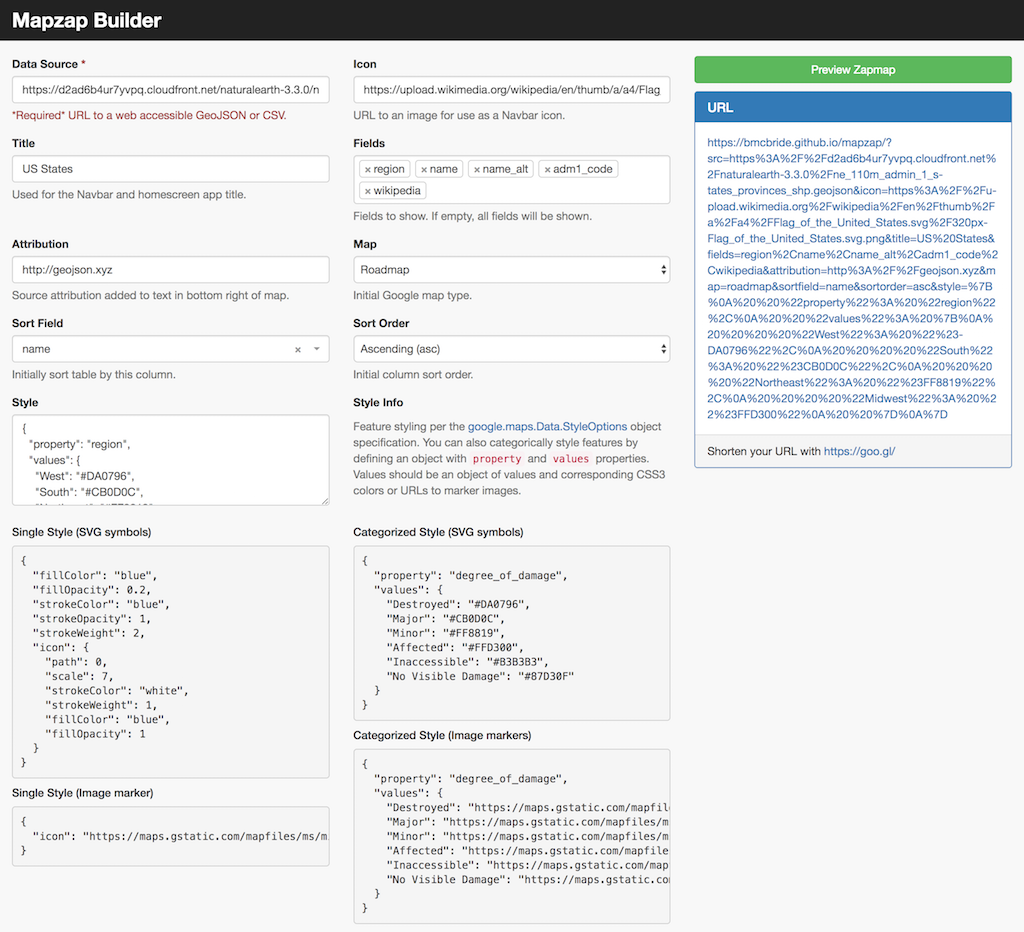 Mapzap Builder
Data Source *
https://d2ad6b4ur7yvpq.cloudfront.net/naturalearth-3.3.0/n
*Required* URL to a web accessible GeoJSON or CSV.
Icon
https://upload.wikimedia.org/wikipedia/en/thumb/a/a4/Flag
URL to an image for use as a Navbar icon.
Title
US States
Used for the Navbar and homescreen app title.
Fields
× region × name × name_alt × adm1_code
× wikipedia
Fields to show. If empty, all fields will be shown.
Attribution
http://geojson.xyz
Source attribution added to text in bottom right of map.
Map
Roadmap
Initial Google map type.
Sort Field
name ×
Initially sort table by this column.
Sort Order
Ascending (asc)
Initial column sort order.
Style
{
"property": "region",
"values": {
"West": "#DA0796",
"South": "#CB0D0C",
Style Info
Feature styling per the google.maps.Data.StyleOptions object
specification. You can also categorically style features by
defining an object with property and values properties.
Values should be an object of values and corresponding CSS3
colors or URLs to marker images.
Single Style (SVG symbols)
{
"fillColor": "blue",
"fillOpacity": 0.2,
"strokeColor": "blue",
"strokeOpacity": 1,
"strokeWeight": 2,
"icon": {
"path": 0,
"scale": 7,
"strokeColor": "white",
"strokeWeight": 1,
"fillColor": "blue",
"fillOpacity": 1
}
}
Single Style (Image marker)
{
"icon": "https://maps.gstatic.com/mapfiles/ms/m
}
Categorized Style (SVG symbols)
{
"property": "degree_of_damage",
"values": {
"Destroyed": "#DA0796",
"Major": "#CB0D0C",
"Minor": "#FF8819",
"Affected": "#FFD300",
"Inaccessible": "#B3B3B3",
"No Visible Damage": "#87D30F"
}
}
Categorized Style (Image markers)
{
"property": "degree_of_damage",
"values": {
"Destroyed": "https://maps.gstatic.com/mapfil
"Major": "https://maps.gstatic.com/mapfiles/m
"Minor": "https://maps.gstatic.com/mapfiles/m
"Affected": "https://maps.gstatic.com/mapfile
"Inaccessible": "https://maps.gstatic.com/map
"No Visible Damage": "https://maps.gstatic.co
}
}
Preview Zapmap
URL
https://bmcbride.github.io/mapzap/?
src=https%3A%2F%2Fd2ad6b4ur7yvpq.cloudfront.net%
2Fnaturalearth-3.3.0%2Fne_110m_admin_1_s-
tates_provinces_shp.geojson&icon=https%3A%2F%2Fu-
pload.wikimedia.org%2Fwikipedia%2Fen%2Fthumb%2F
a%2Fa4%2FFlag_of_the_United_States.svg%2F320px-
Flag_of_the_United_States.svg.png&title=US%20States&
fields=region%2Cname%2Cname_alt%2Cadm1_code%2
Cwikipedia&attribution=http%3A%2F%2Fgeojson.xyz&m
ap=roadmap&sortfield=name&sortorder=asc&style=%7B
%0A%20%20%22property%22%3A%20%22region%22
%2C%0A%20%20%22values%22%3A%20%7B%0A%
20%20%20%20%22West%22%3A%20%22%23-
DA0796%22%2C%0A%20%20%20%20%22South%22
%3A%20%22%23CB0D0C%22%2C%0A%20%20%20
%20%22Northeast%22%3A%20%22%23FF8819%22%
2C%0A%20%20%20%20%22Midwest%22%3A%20%2
2%23FFD300%22%0A%20%20%7D%0A%7D
Shorten your URL with https://goo.gl/